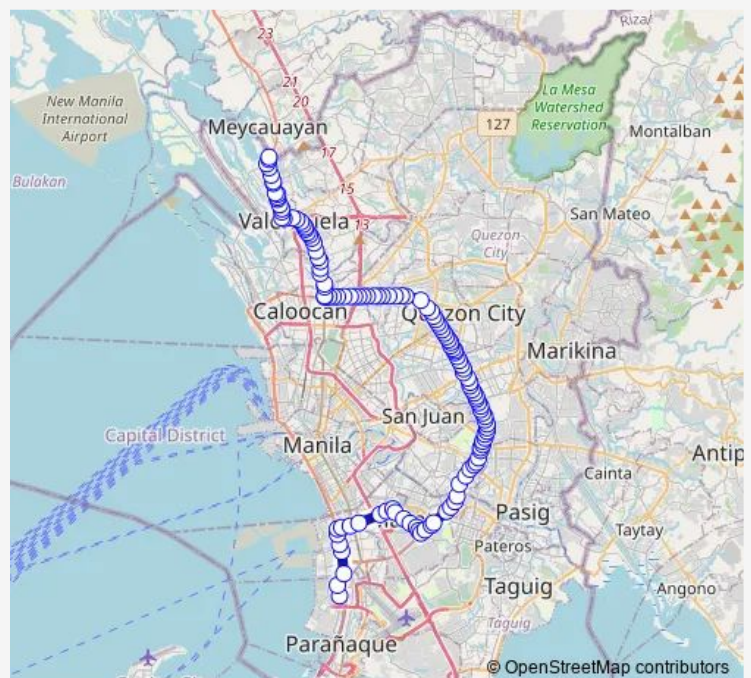 23
Rizal
21
20
La Mesa
Watershed
Reservation
New Manila
International
Airport
Meycauayan
127
Montalban
17
15
Bulakan
San Mateo
13
Quezon
City
Caloocan
Quezon City
Marikina
San Juan
Capital District
Manila
Antip
Cainta
Pasig
Taytay
Pateros
Taguig
Angono
Taguig
Parañaque
© OpenStreetMap contributors